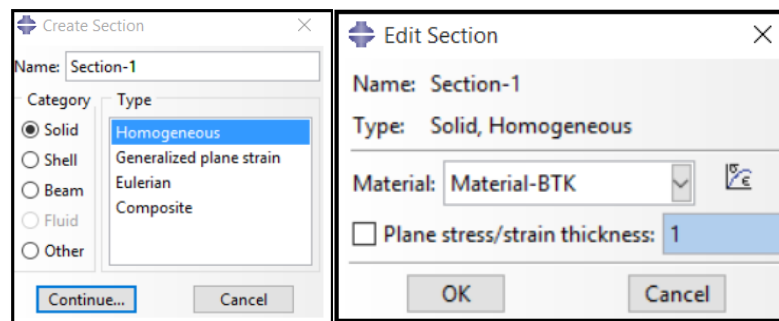 Create Section
Name: Section-1
Category
Type
Solid
Shell
Beam
Fluid
Other
Homogeneous
Generalized plane strain
Eulerian
Composite
Continue...
Cancel
Edit Section
Name: Section-1
Type: Solid, Homogeneous
Material: Material-BTK
σ
ε
Plane stress/strain thickness: 1
OK
Cancel